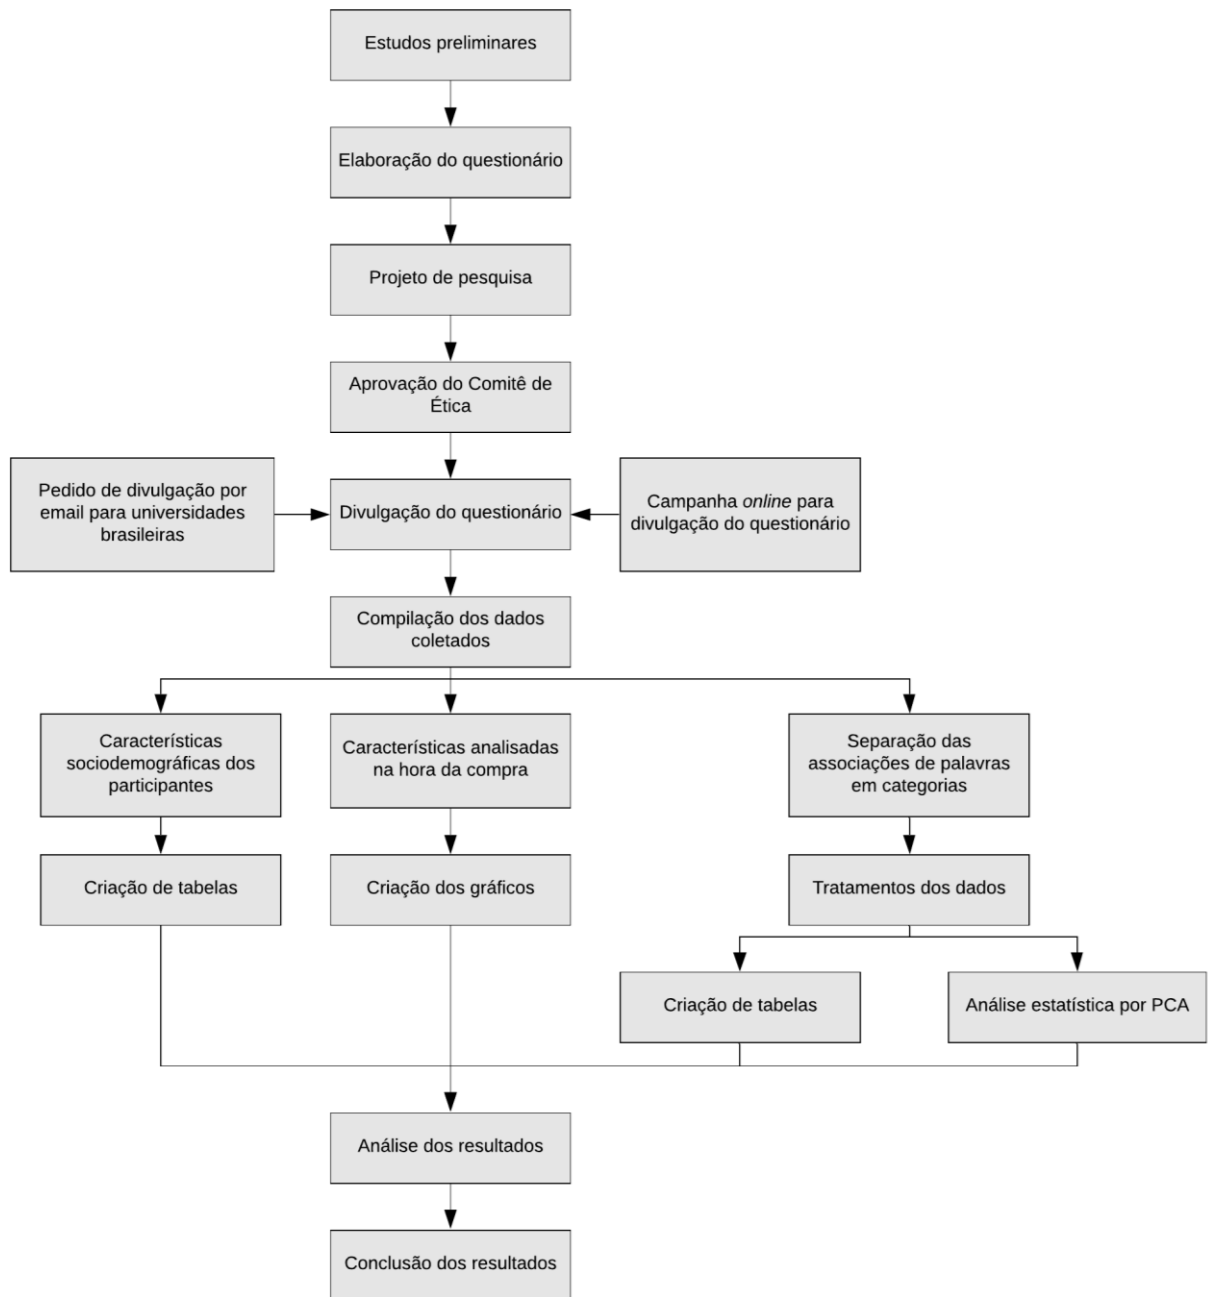 Estudos preliminares
Elaboração do questionário
Projeto de pesquisa
Aprovação do Comitê de
Ética
Pedido de divulgação por
email para universidades
brasileiras
Divulgação do questionário
Campanha online para
divulgação do questionário
Compilação dos dados
coletados
Características
sociodemográficas dos
participantes
Características analisadas
na hora da compra
Separação das
associações de palavras
em categorias
Criação de tabelas
Criação dos gráficos
Tratamentos dos dados
Criação de tabelas
Análise estatística por PCA
Análise dos resultados
Conclusão dos resultados